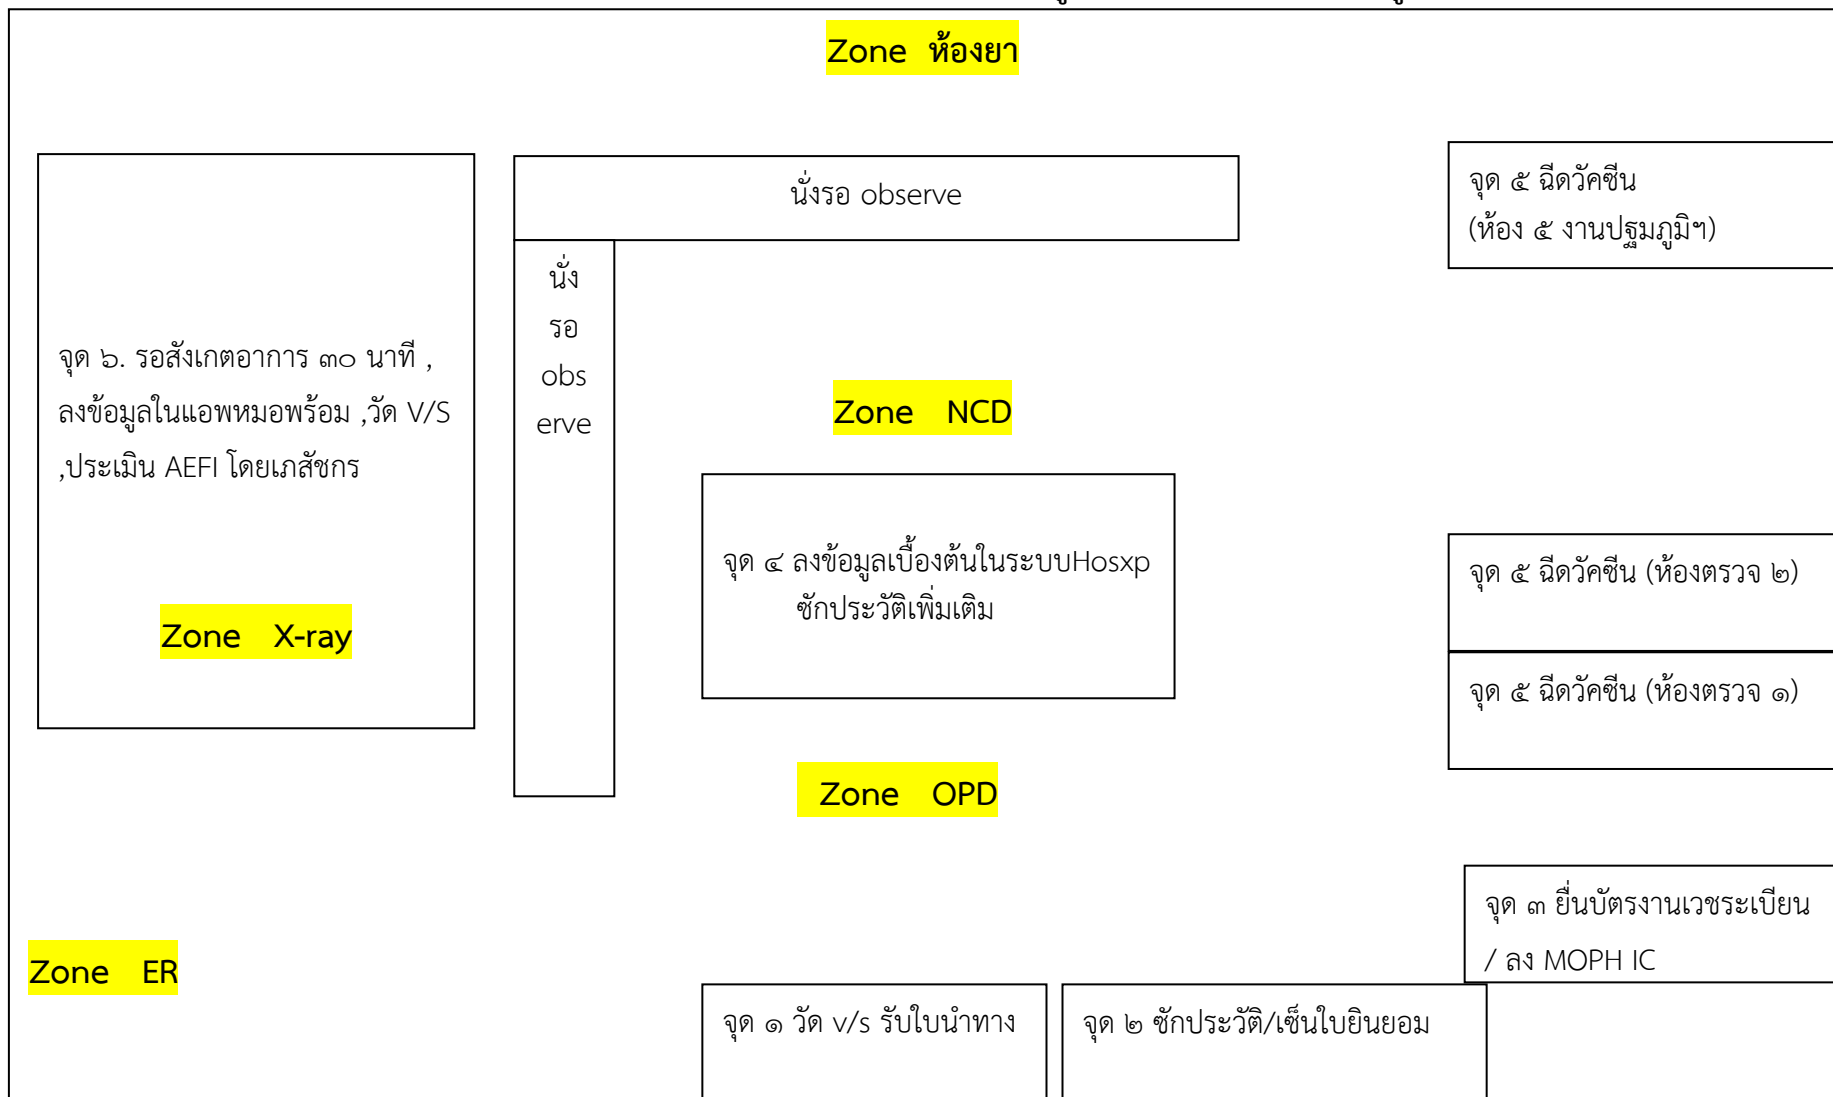 Zone ห้องยา
นั่งรอ observe
จุด ๕ ฉีดวัคซีน
(ห้อง ๕ งานปฐมภูมิฯ)
นั่ง
รอ
obs
erve
จุด ๖. รอสังเกตอาการ ๓๐ นาที ,
ลงข้อมูลในแอพหมอพร้อม ,วัด V/S
,ประเมิน AEFI โดยเภสัชกร
Zone X-ray
Zone NCD
จุด ๔ ลงข้อมูลเบื้องต้นในระบบHosxp
ซักประวัติเพิ่มเติม
จุด ๕ ฉีดวัคซีน (ห้องตรวจ ๒)
จุด ๕ ฉีดวัคซีน (ห้องตรวจ ๑)
Zone OPD
จุด ๓ ยื่นบัตรงานเวชระเบียน
/ ลง MOPH IC
Zone ER
จุด ๑ วัด v/s รับใบนำทาง
จุด ๒ ซักประวัติ/เซ็นใบยินยอม